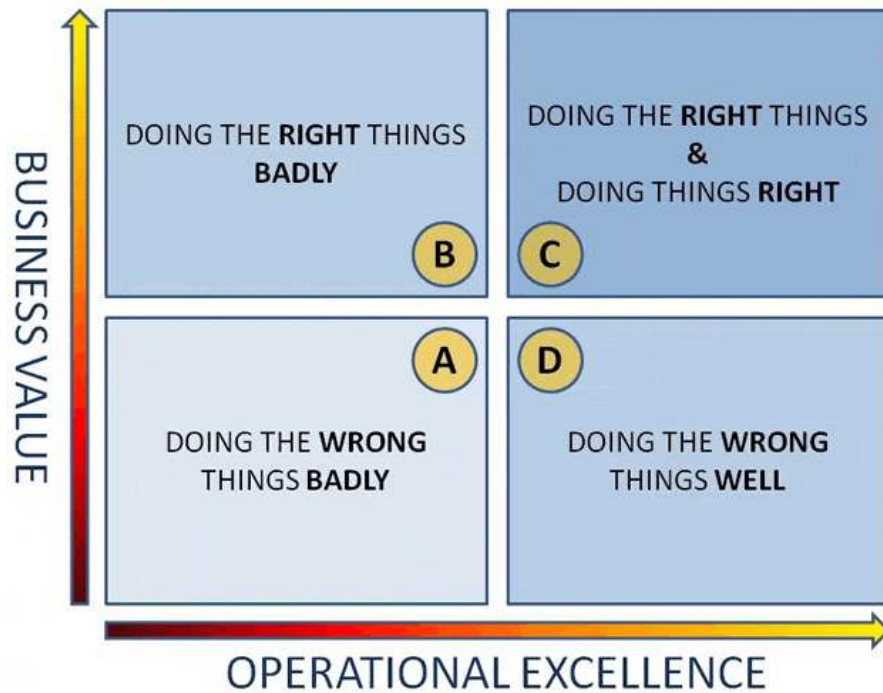 BUSINESS VALUE
DOING THE RIGHT THINGS
BADLY
B
DOING THE RIGHT THINGS
&
DOING THINGS RIGHT
C
A
DOING THE WRONG
THINGS BADLY
D
DOING THE WRONG
THINGS WELL
OPERATIONAL EXCELLENCE